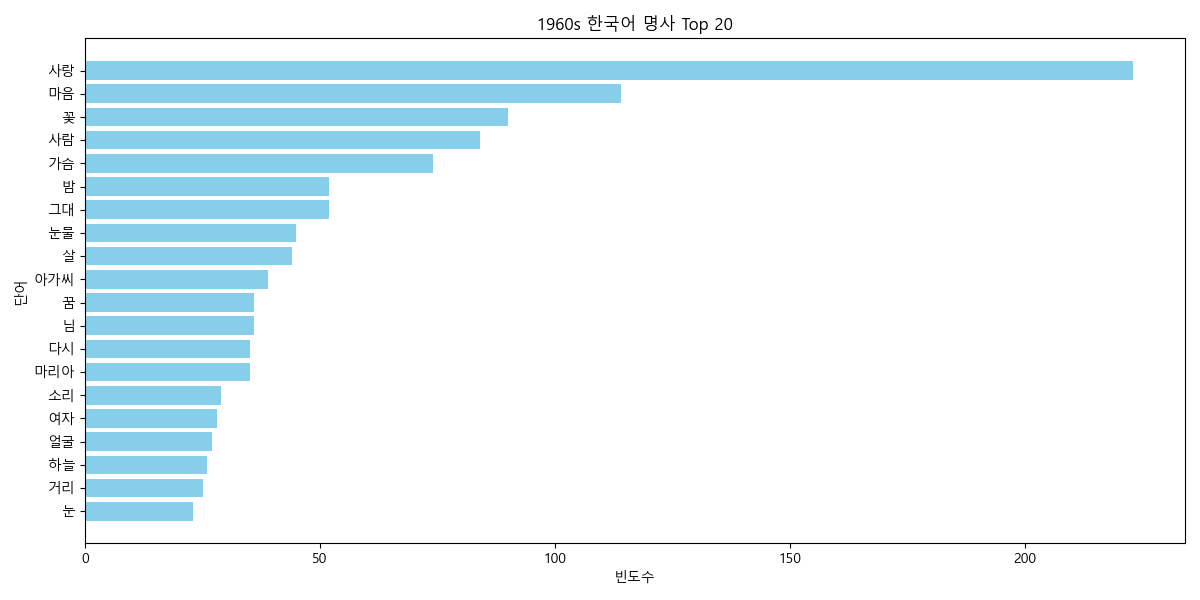 1960s 한국어 명사 Top 20
단어
사랑
마음
꽃
사람
가슴
밤
그대
눈물
살
아가씨
꿈
님
다시
마리아
소리
여자
얼굴
하늘
거리
눈
0 50 100 150 200
빈도수